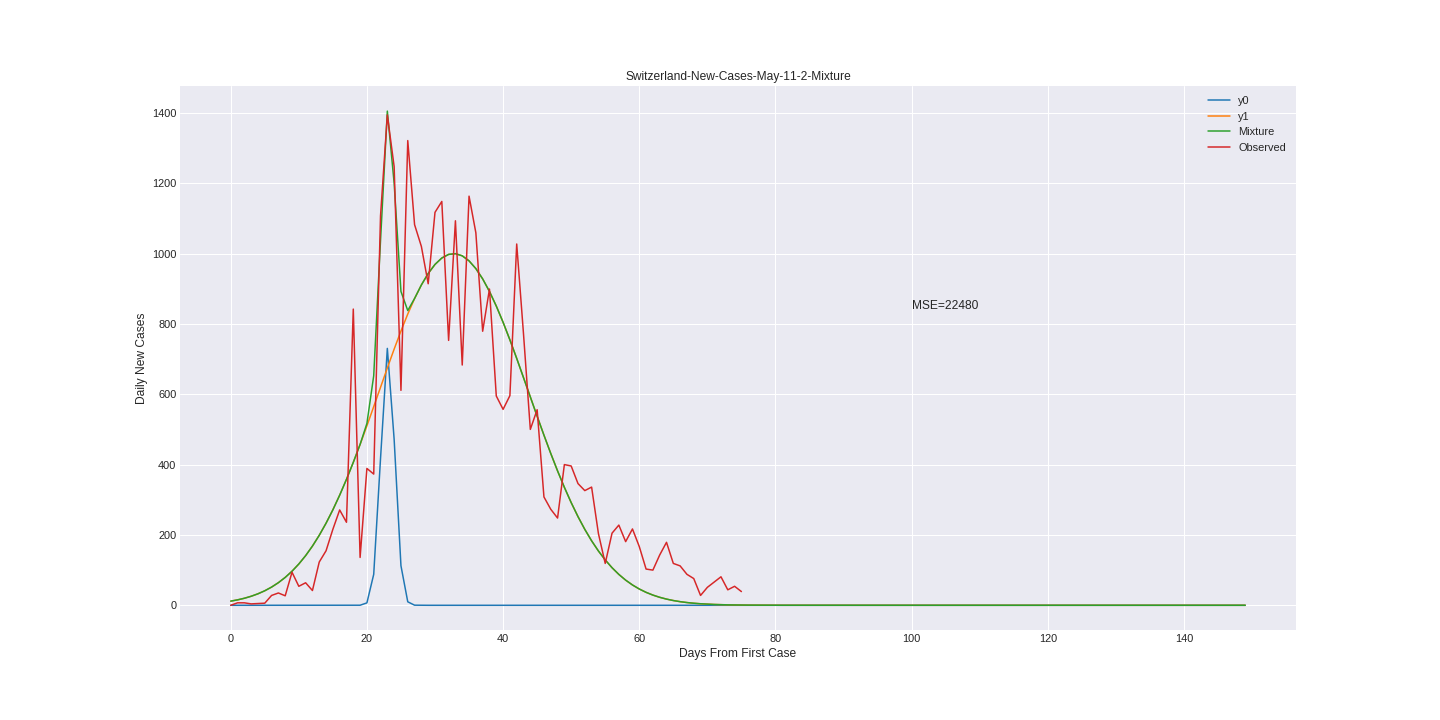 Switzerland-New-Cases-May-11-2-Mixture
y0
y1
Mixture
Observed
1400
1200
1000
800
600
400
200
0
Daily New Cases
MSE=22480
0 20 40 60 80 100 120 140
Days From First Case